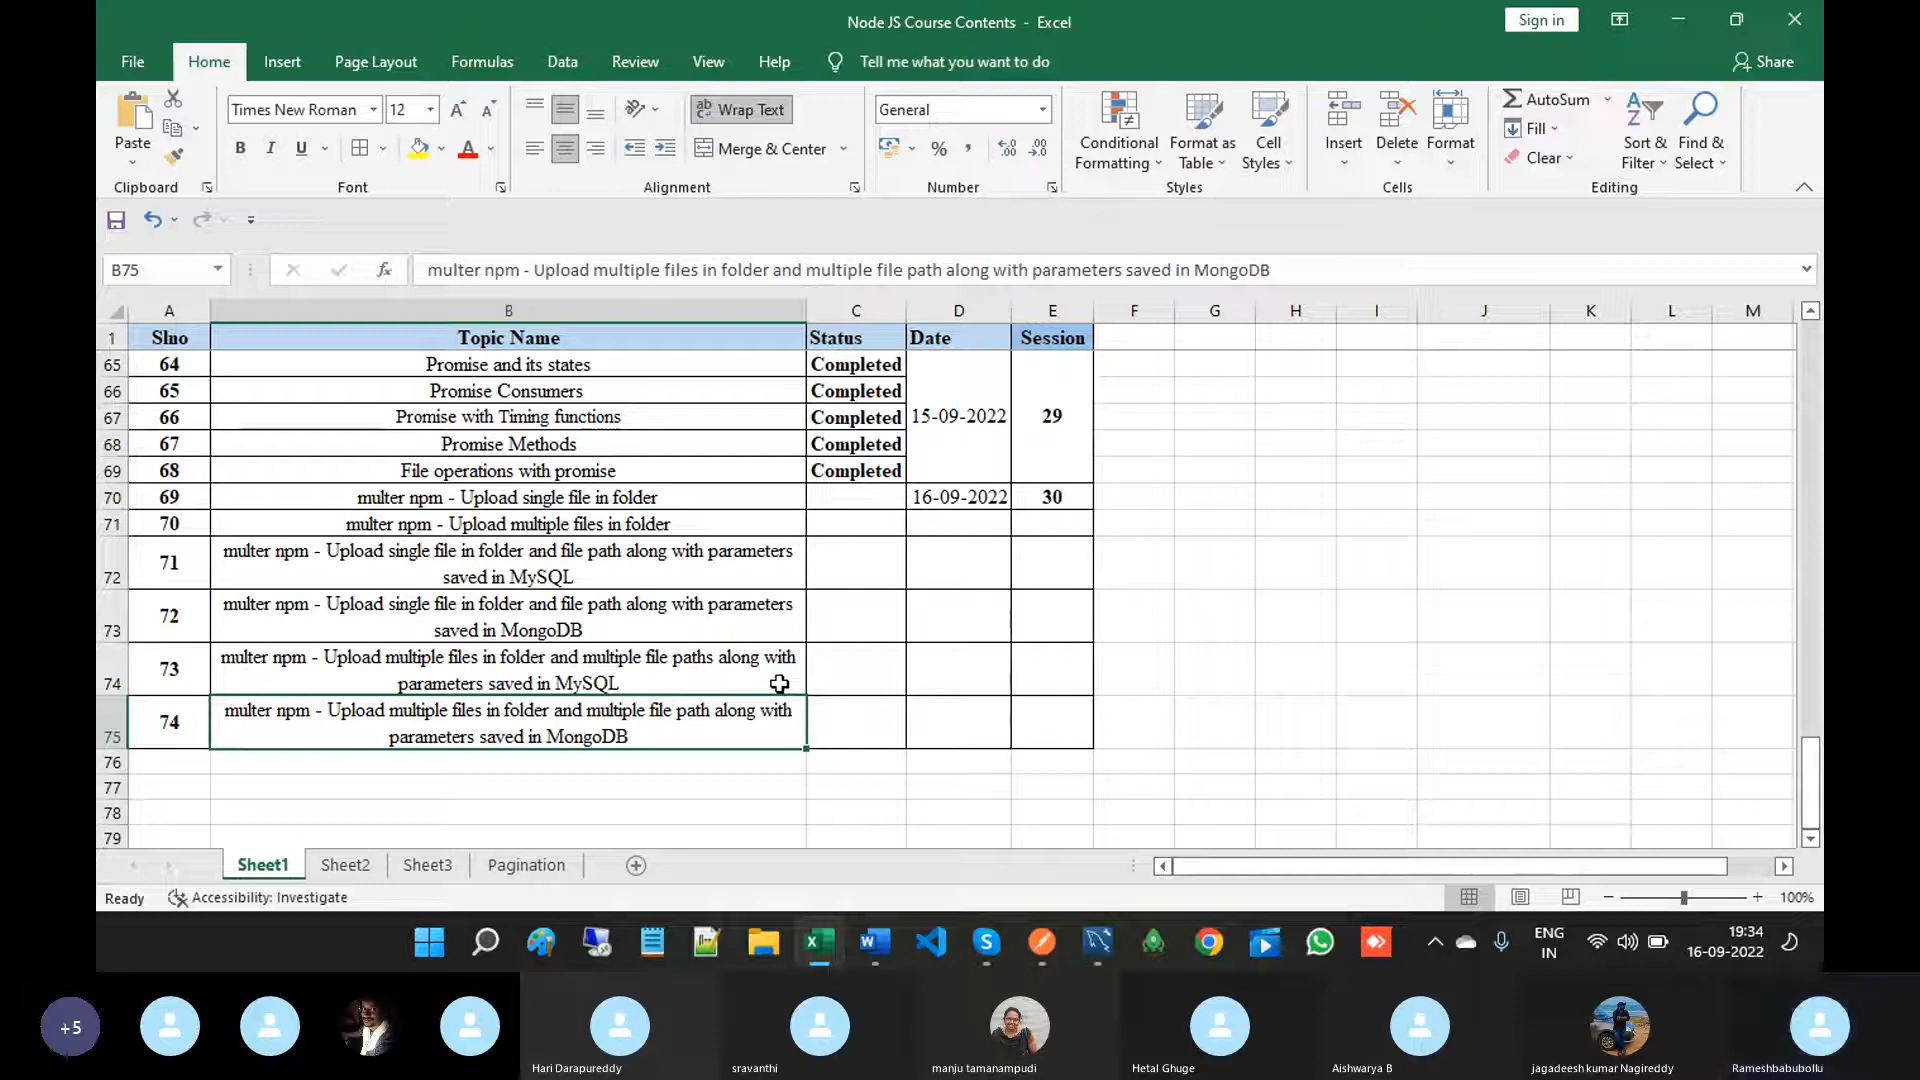 Node JS Course Contents - Excel
Sign in
File Home Insert Page Layout Formulas Data Review View Help Tell me what you want to do Share
Times New Roman 12 Wrap Text General AutoSum
Paste B I U Merge & Center % Conditional Formatting Format as Table Cell Styles Insert Delete Format Fill Sort & Filter Find & Select
Clear
Clipboard Font Alignment Number Styles Cells Editing
B75 fx multer npm - Upload multiple files in folder and multiple file path along with parameters saved in MongoDB
A B C D E F G H I J K L M
1 Slno Topic Name Status Date Session
65 64 Promise and its states Completed
66 65 Promise Consumers Completed
67 66 Promise with Timing functions Completed 15-09-2022 29
68 67 Promise Methods Completed
69 68 File operations with promise Completed
70 69 multer npm - Upload single file in folder 16-09-2022 30
71 70 multer npm - Upload multiple files in folder
72 71 multer npm - Upload single file in folder and file path along with parameters
saved in MySQL
73 72 multer npm - Upload single file in folder and file path along with parameters
saved in MongoDB
74 73 multer npm - Upload multiple files in folder and multiple file paths along with
parameters saved in MySQL
75 74 multer npm - Upload multiple files in folder and multiple file path along with
parameters saved in MongoDB
76
77
78
79
Sheet1 Sheet2 Sheet3 Pagination
Ready Accessibility: Investigate 100%
ENG
IN
19:34
16-09-2022
+5
Hari Darapureddy sravanthi manju tamanampudi Hetal Ghuge Aishwarya B jagadeesh kumar Nagireddy Rameshbabubollu